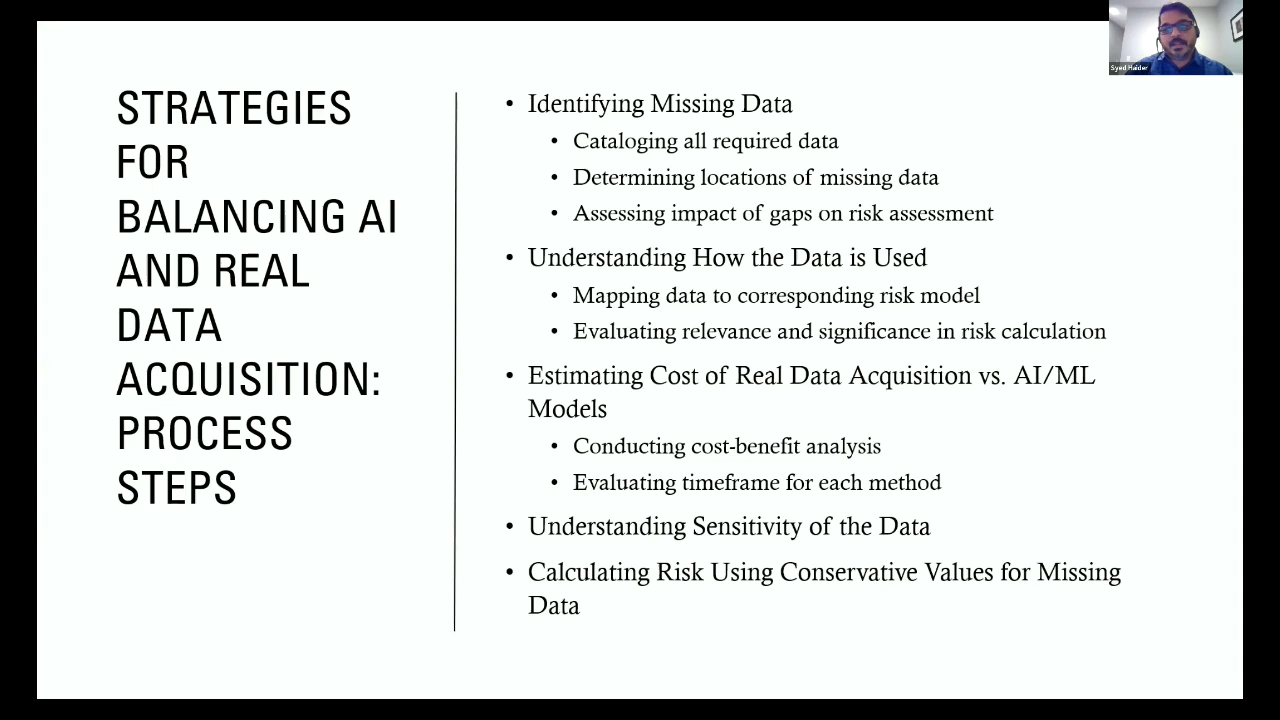 STRATEGIES
FOR
BALANCING AI
AND REAL
DATA
ACQUISITION:
PROCESS
STEPS
• Identifying Missing Data
• Cataloging all required data
• Determining locations of missing data
• Assessing impact of gaps on risk assessment
• Understanding How the Data is Used
• Mapping data to corresponding risk model
• Evaluating relevance and significance in risk calculation
• Estimating Cost of Real Data Acquisition vs. AI/ML
Models
• Conducting cost-benefit analysis
• Evaluating timeframe for each method
• Understanding Sensitivity of the Data
• Calculating Risk Using Conservative Values for Missing
Data
Syed Haider